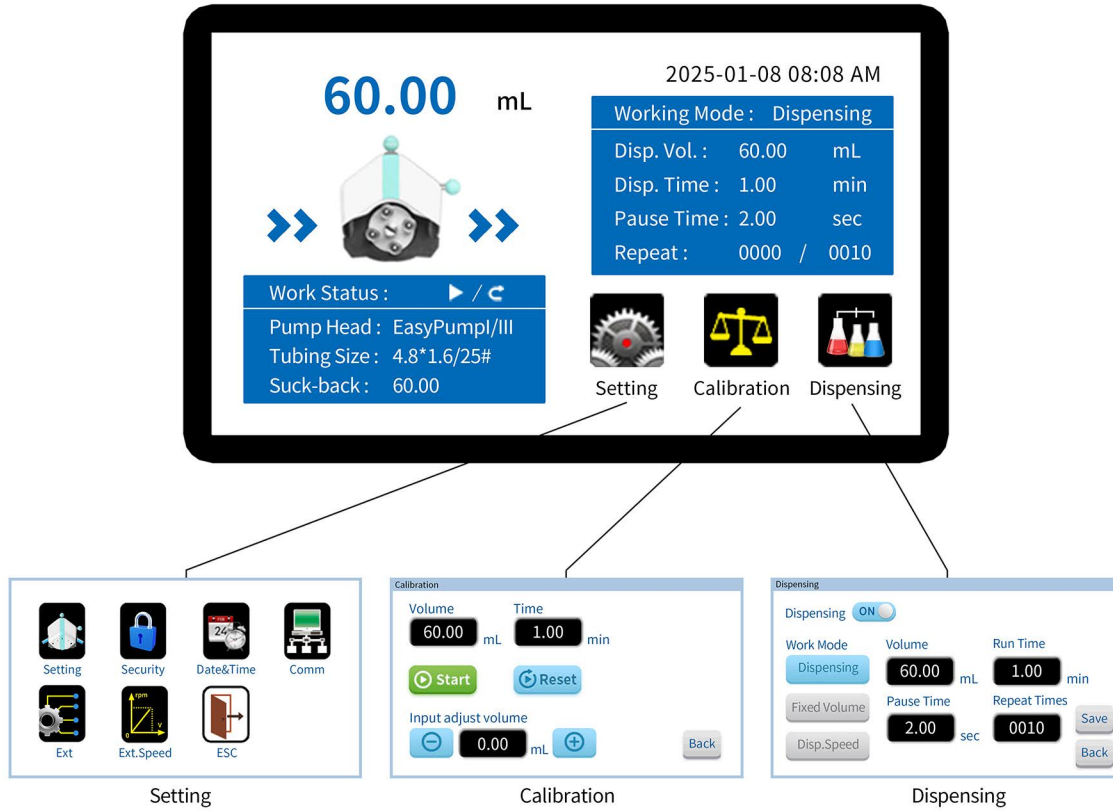 60.00 mL
2025-01-08 08:08 AM
Working Mode : Dispensing
Disp. Vol. : 60.00 mL
Disp. Time : 1.00 min
Pause Time : 2.00 sec
Repeat : 0000 / 0010
Work Status : /
Pump Head : EasyPumpI/III
Tubing Size : 4.8*1.6/25#
Suck-back : 60.00
Setting
Calibration
Dispensing
Setting
Security
FEB
24
Date&Time
Comm
Ext
rpm
0
V
Ext.Speed
ESC
Setting
Calibration
Volume Time
60.00 mL 1.00 min
Start Reset
Input adjust volume
0.00 mL
Back
Calibration
Dispensing
Dispensing ON
Work Mode Volume Run Time
Dispensing 60.00 mL 1.00 min
Fixed Volume Pause Time Repeat Times
2.00 sec 0010 Save
Disp.Speed Back
Dispensing